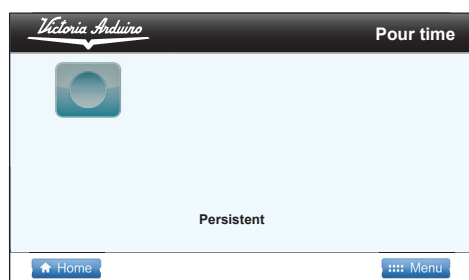 Victoria Arduino
Pour time
Persistent
Home
Menu